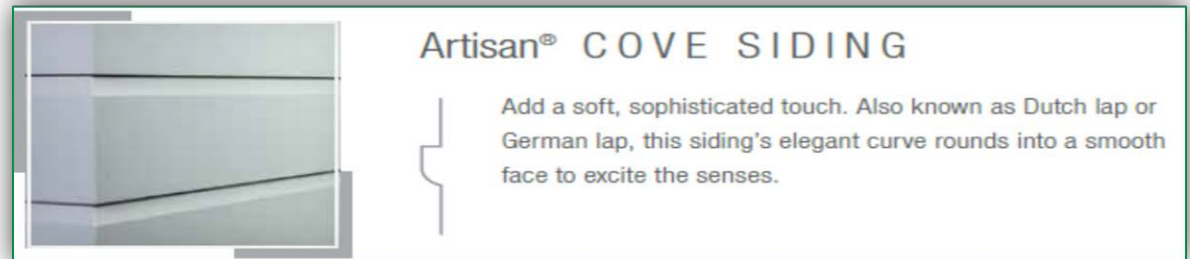 Artisan® COVE SIDING
Add a soft, sophisticated touch. Also known as Dutch lap or
German lap, this siding's elegant curve rounds into a smooth
face to excite the senses.